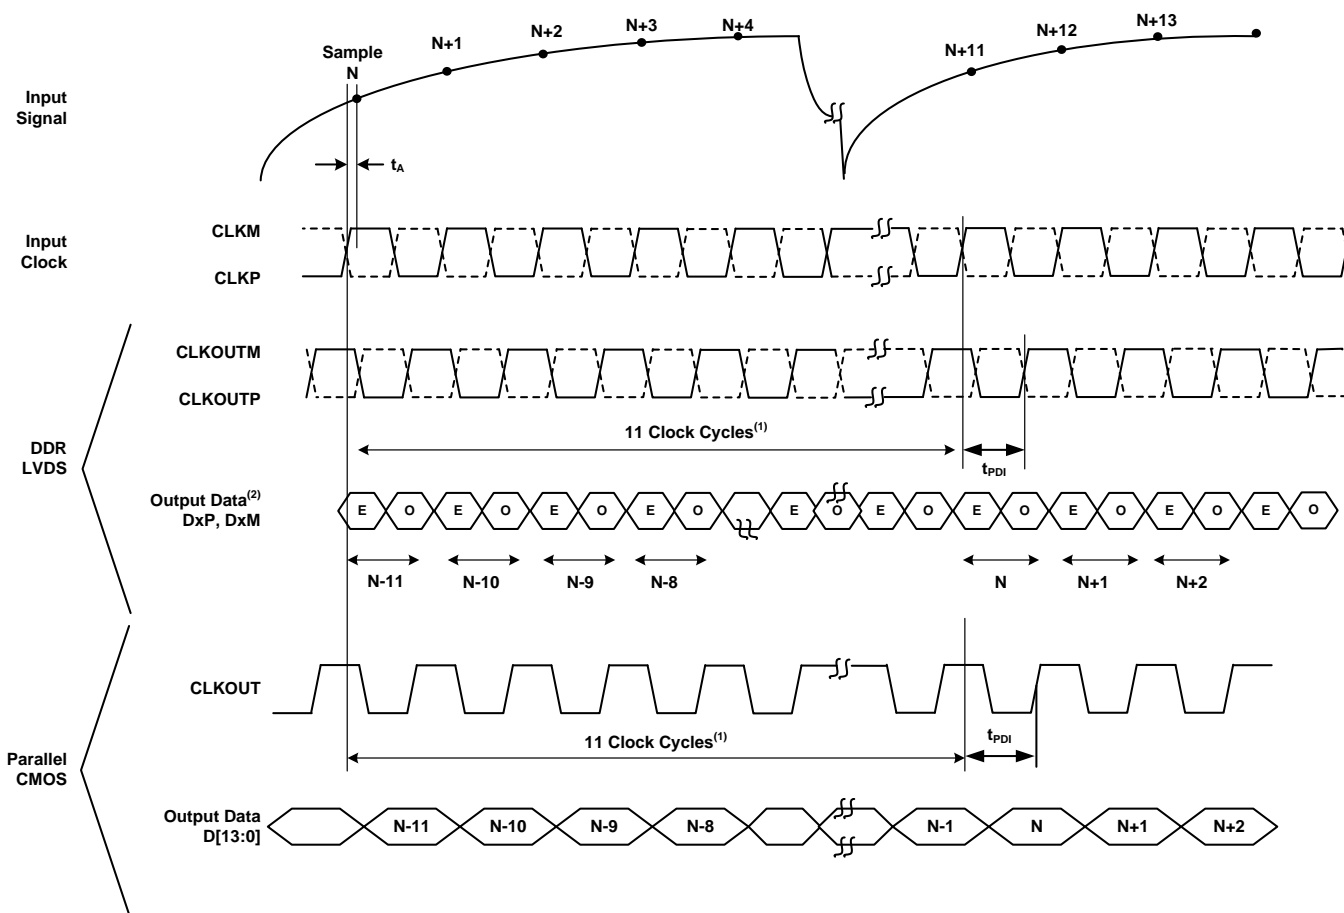 Sample
N
N+1
N+2
N+3
N+4
N+11
N+12
N+13
Input
Signal
tA
Input
Clock
CLKM
CLKP
DDR
LVDS
CLKOUTM
CLKOUTP
11 Clock Cycles(1)
tPDI
Output Data(2)
DxP, DxM
E O E O E O E O E O E O E O E O E O E O
N-11 N-10 N-9 N-8 N N+1 N+2
Parallel
CMOS
CLKOUT
11 Clock Cycles(1)
tPDI
Output Data
D[13:0]
N-11 N-10 N-9 N-8 N-1 N N+1 N+2